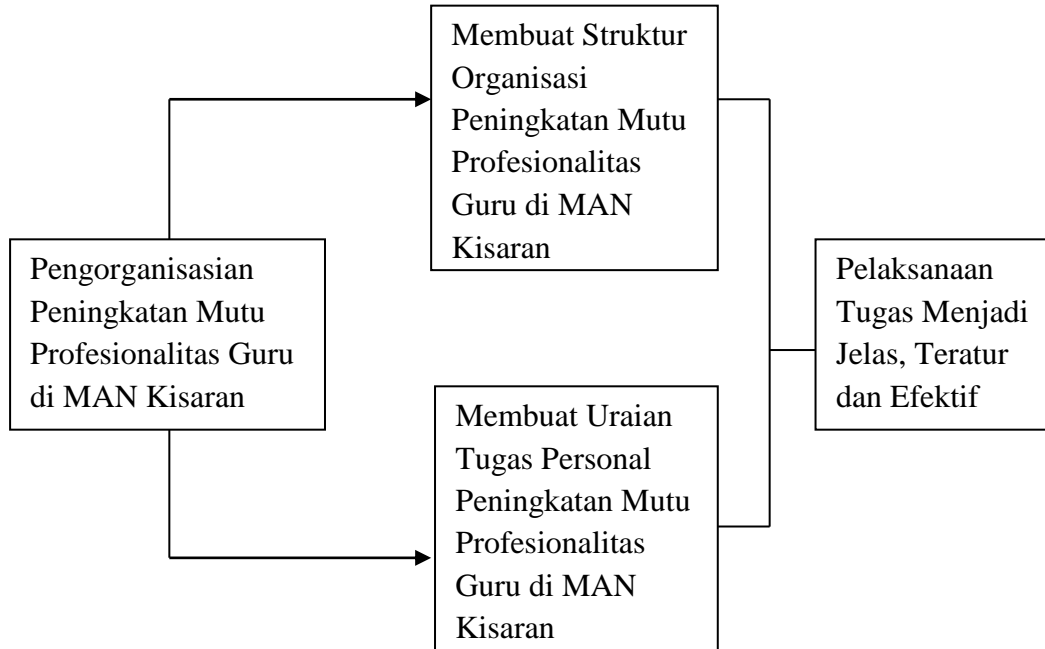 Pengorganisasian
Peningkatan Mutu
Profesionalitas Guru
di MAN Kisaran
Membuat Struktur
Organisasi
Peningkatan Mutu
Profesionalitas
Guru di MAN
Kisaran
Membuat Uraian
Tugas Personal
Peningkatan Mutu
Profesionalitas
Guru di MAN
Kisaran
Pelaksanaan
Tugas Menjadi
Jelas, Teratur
dan Efektif